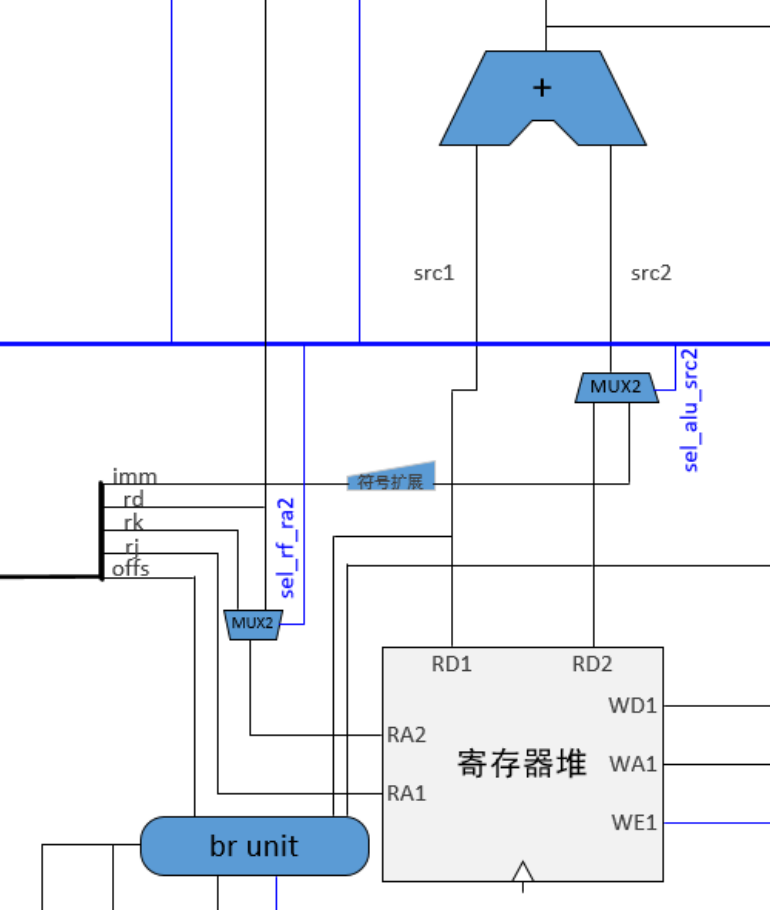 +
src1
src2
MUX2
sel_alu_src2
imm
符号扩展
rd
rk
rj
offs
sel_rf_ra2
MUX2
RD1
RD2
WD1
RA2
寄存器堆
WA1
RA1
WE1
br unit